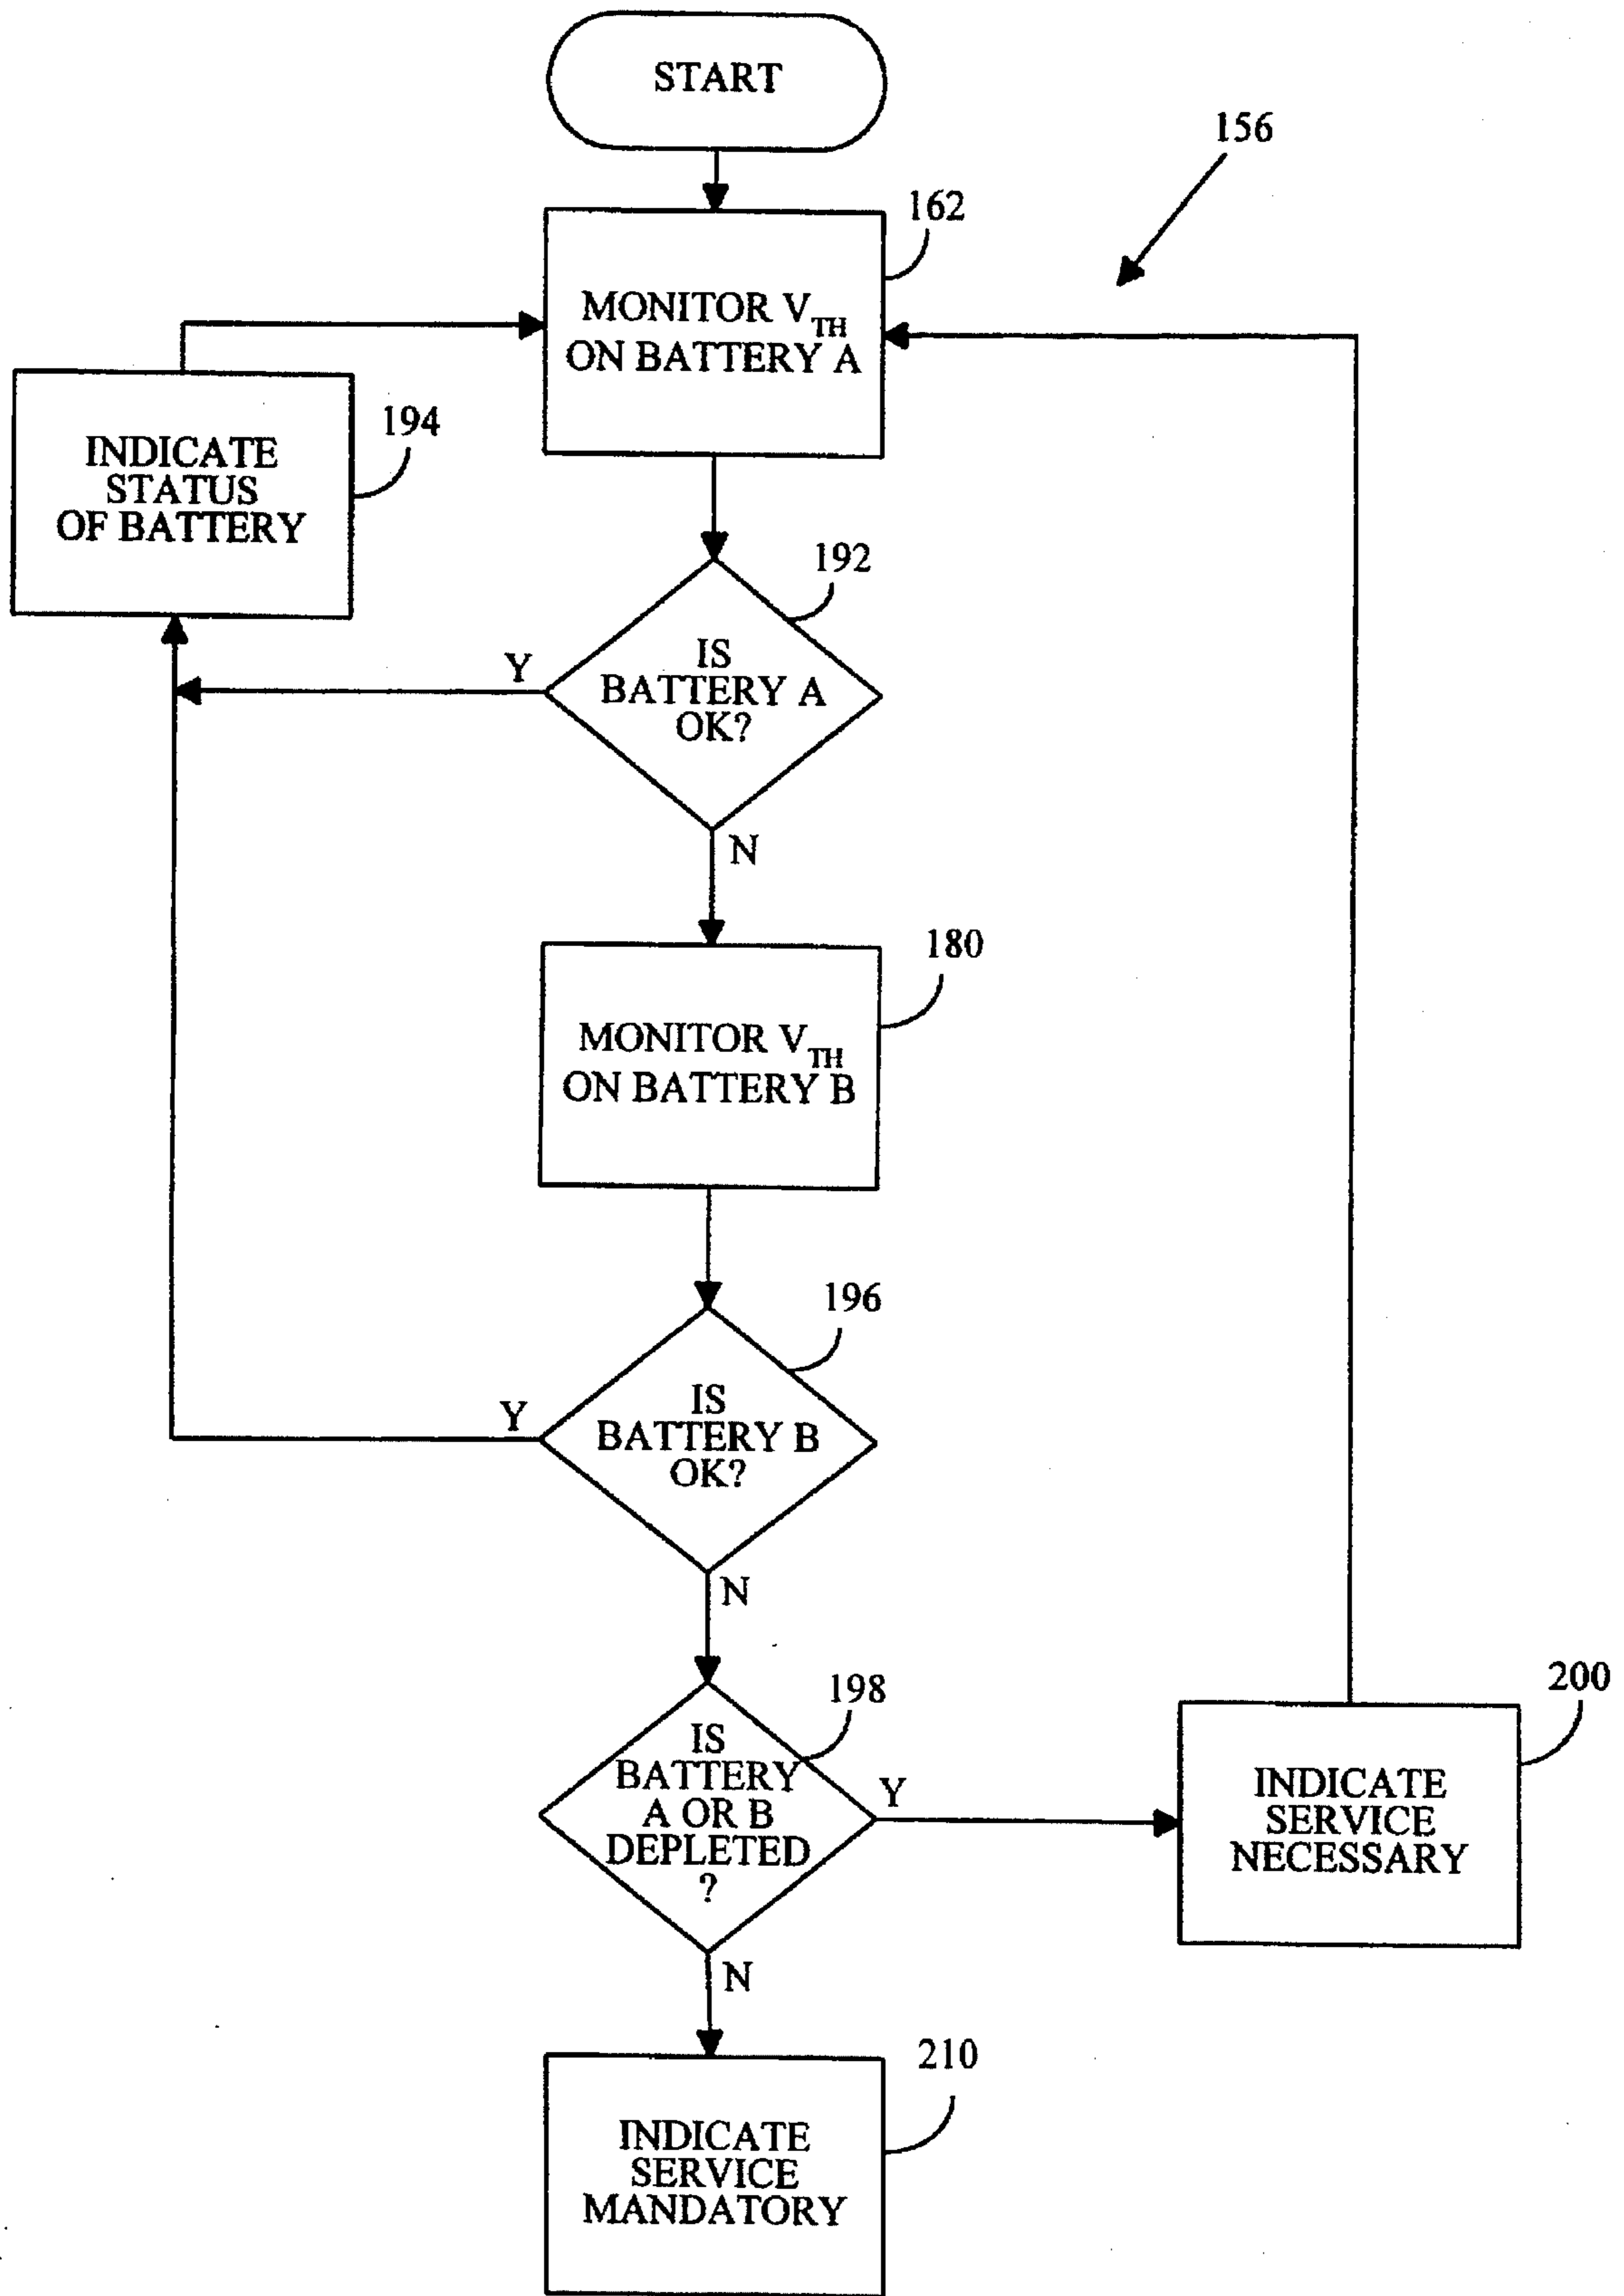 START
156
162
MONITOR VTH
ON BATTERY A
194
INDICATE
STATUS
OF BATTERY
192
IS
BATTERY A
OK?
Y
N
180
MONITOR VTH
ON BATTERY B
196
IS
BATTERY B
OK?
Y
N
198
IS
BATTERY
A OR B
DEPLETED
?
Y
N
200
INDICATE
SERVICE
NECESSARY
210
INDICATE
SERVICE
MANDATORY